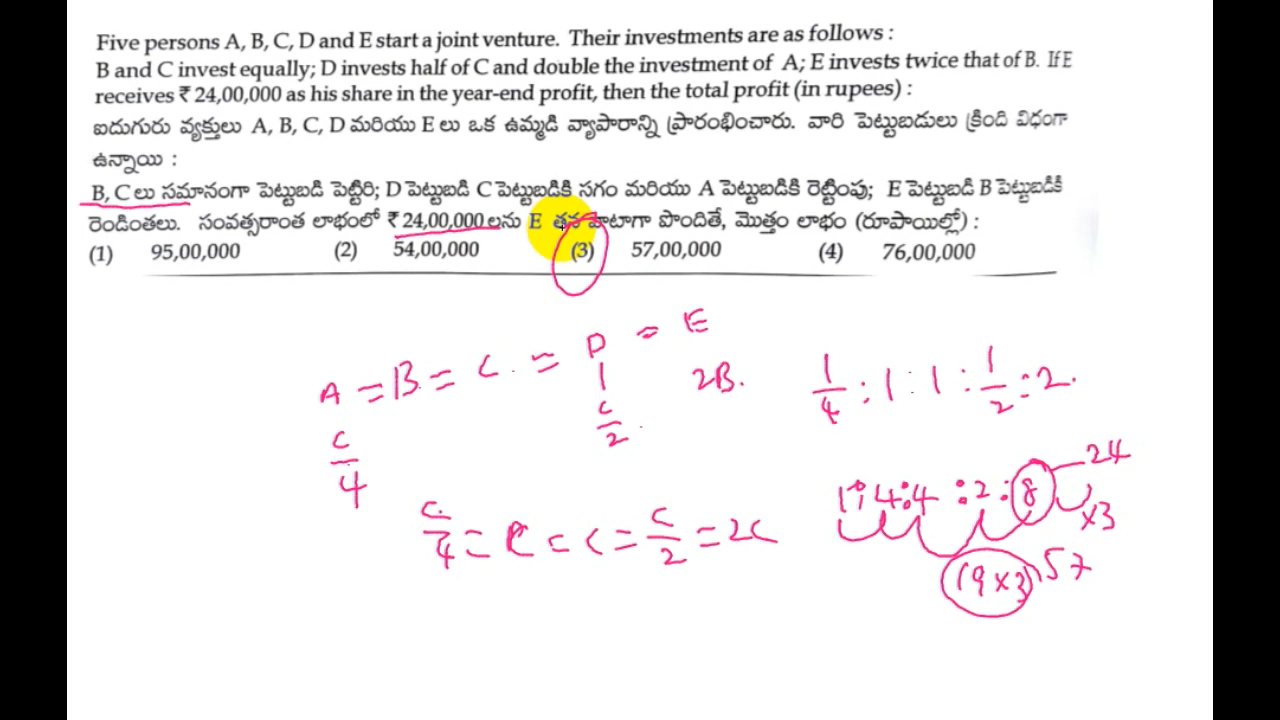 Five persons A, B, C, D and E start a joint venture. Their investments are as follows :
B and C invest equally; D invests half of C and double the investment of A; E invests twice that of B. If E
receives ₹ 24,00,000 as his share in the year-end profit, then the total profit (in rupees) :
ఐదుగురు వ్యక్తులు A, B, C, D మరియు E లు ఒక ఉమ్మడి వ్యాపారాన్ని ప్రారంభించారు. వారి పెట్టుబడులు క్రింది విధంగా
ఉన్నాయి :
B, C లు సమానంగా పెట్టుబడి పెట్టిరి; D పెట్టుబడి C పెట్టుబడికి సగం మరియు A పెట్టుబడికి రెట్టింపు; E పెట్టుబడి B పెట్టుబడికి
రెండింతలు. సంవత్సరాంత లాభంలో ₹ 24,00,000 లను E తన వాటాగా పొందితే, మొత్తం లాభం (రూపాయిల్లో) :
(1) 95,00,000 (2) 54,00,000 (3) 57,00,000 (4) 76,00,000
A = B = C = D = E
C/4 C/2 2B.
1/4 : 1 : 1 : 1/2 : 2.
1 : 4 : 4 : 2 : 8 24
×3
C/4 = C = C = C/2 = 2C
19×3 57